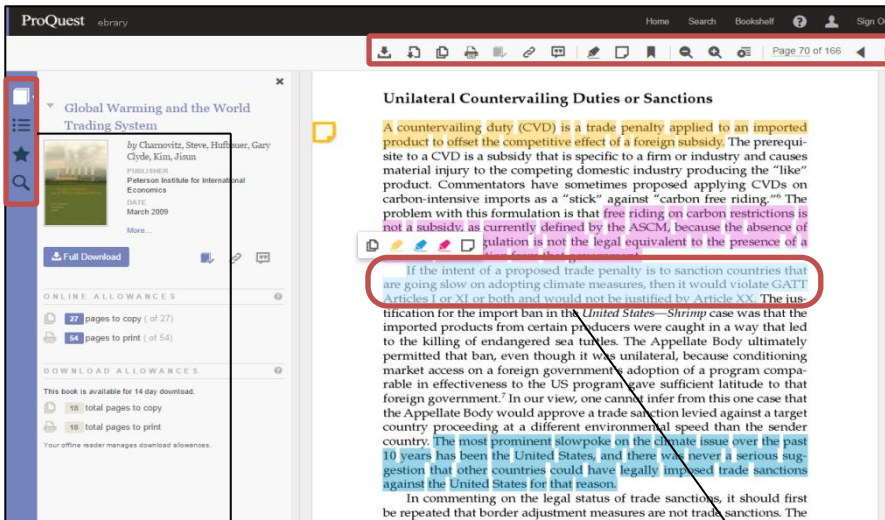 ProQuest ebrary
Home Search Bookshelf ? Sign O
Page 70 of 166
Global Warming and the World
Trading System
by Charnovitz, Steve, Hufbauer, Gary
Clyde, Kim, Jisun
PUBLISHER
Peterson Institute for International
Economics
DATE
March 2009
More...
Full Download
ONLINE ALLOWANCES
27 pages to copy ( of 27)
54 pages to print ( of 54)
DOWNLOAD ALLOWANCES
This book is available for 14 day download.
18 total pages to copy
18 total pages to print
Your offline reader manages download allowances.
Unilateral Countervailing Duties or Sanctions
A countervailing duty (CVD) is a trade penalty applied to an imported
product to offset the competitive effect of a foreign subsidy. The prerequi-
site to a CVD is a subsidy that is specific to a firm or industry and causes
material injury to the competing domestic industry producing the “like”
product. Commentators have sometimes proposed applying CVDs on
carbon-intensive imports as a “stick” against “carbon free riding.”6 The
problem with this formulation is that free riding on carbon restrictions is
not a subsidy, as currently defined by the ASCM, because the absence of
gulation is not the legal equivalent to the presence of a
If the intent of a proposed trade penalty is to sanction countries that
are going slow on adopting climate measures, then it would violate GATT
Articles I or XI or both and would not be justified by Article XX. The jus-
tification for the import ban in the United States—Shrimp case was that the
imported products from certain producers were caught in a way that led
to the killing of endangered sea turtles. The Appellate Body ultimately
permitted that ban, even though it was unilateral, because conditioning
market access on a foreign government's adoption of a program compa-
rable in effectiveness to the US program gave sufficient latitude to that
foreign government.7 In our view, one cannot infer from this one case that
the Appellate Body would approve a trade sanction levied against a target
country proceeding at a different environmental speed than the sender
country. The most prominent slowpoke on the climate issue over the past
10 years has been the United States, and there was never a serious sug-
gestion that other countries could have legally imposed trade sanctions
against the United States for that reason.
In commenting on the legal status of trade sanctions, it should first
be repeated that border adjustment measures are not trade sanctions. The